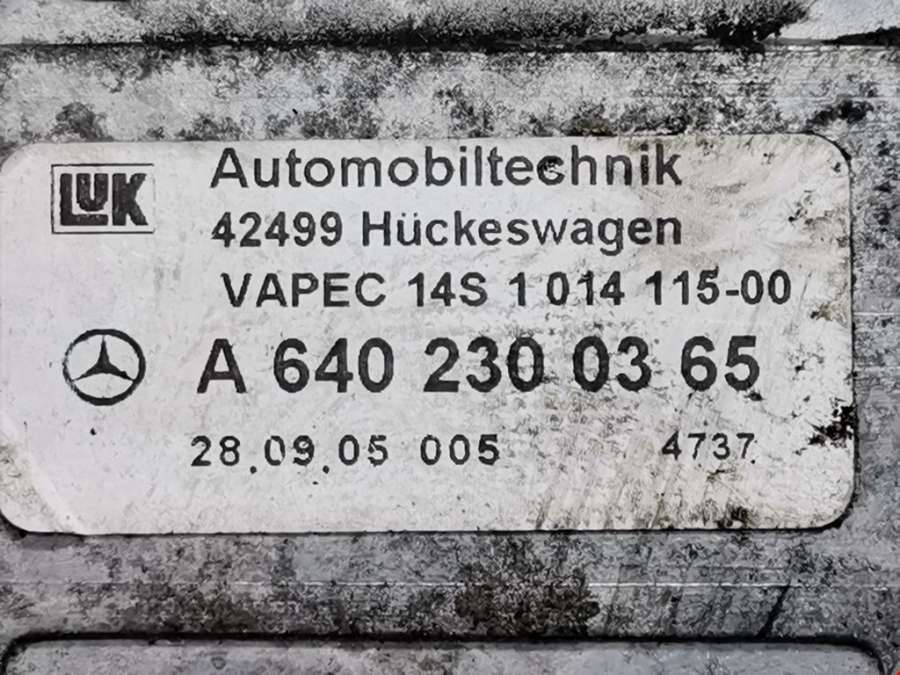 LuK Automobiltechnik
42499 Hückeswagen
VAPEC 14S 1 014 115-00
A 640 230 03 65
28.09.05 005 4737